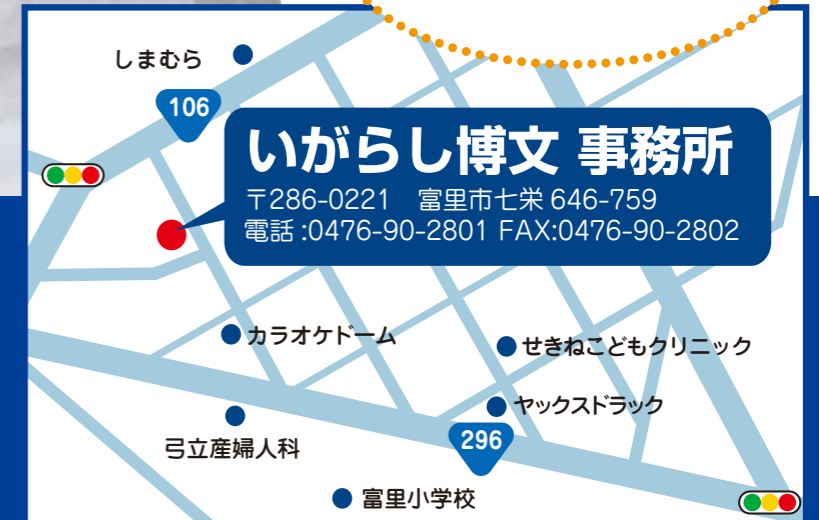 しまむら
106
いがらし博文 事務所
〒286-0221　富里市七栄 646-759
電話:0476-90-2801 FAX:0476-90-2802
カラオケドーム
せきねこどもクリニック
ヤックスドラック
弓立産婦人科
296
富里小学校